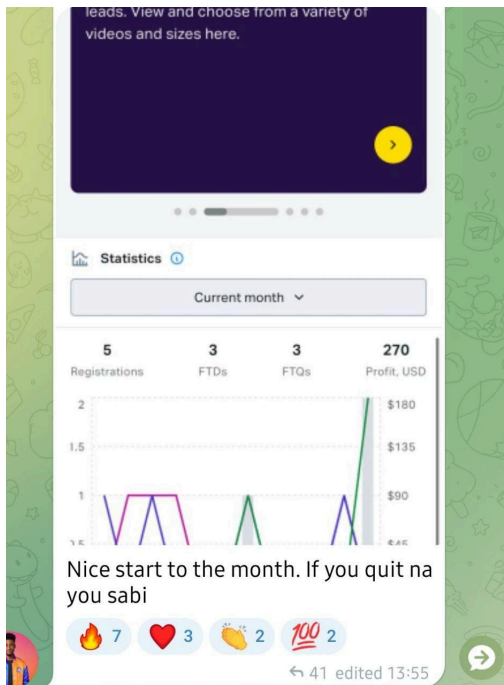 leads. View and choose from a variety of
videos and sizes here.
Statistics
Current month
5 3 3 270
Registrations FTDs FTQs Profit, USD
2 $180
1.5 $135
1 $90
0.5 $45
Nice start to the month. If you quit na
you sabi
🔥 7 ❤️ 3 👏 2 💯 2
41 edited 13:55